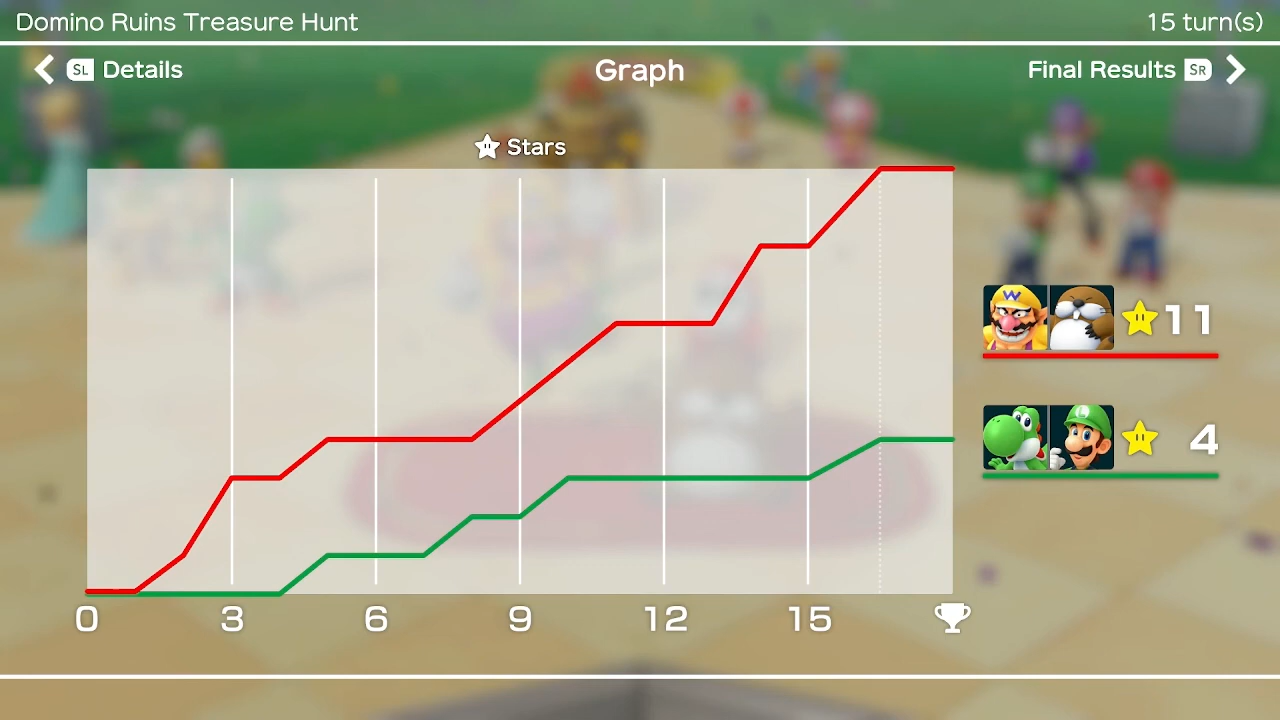 Domino Ruins Treasure Hunt 15 turn(s)
SL Details Graph Final Results SR
Stars
11
4
0 3 6 9 12 15